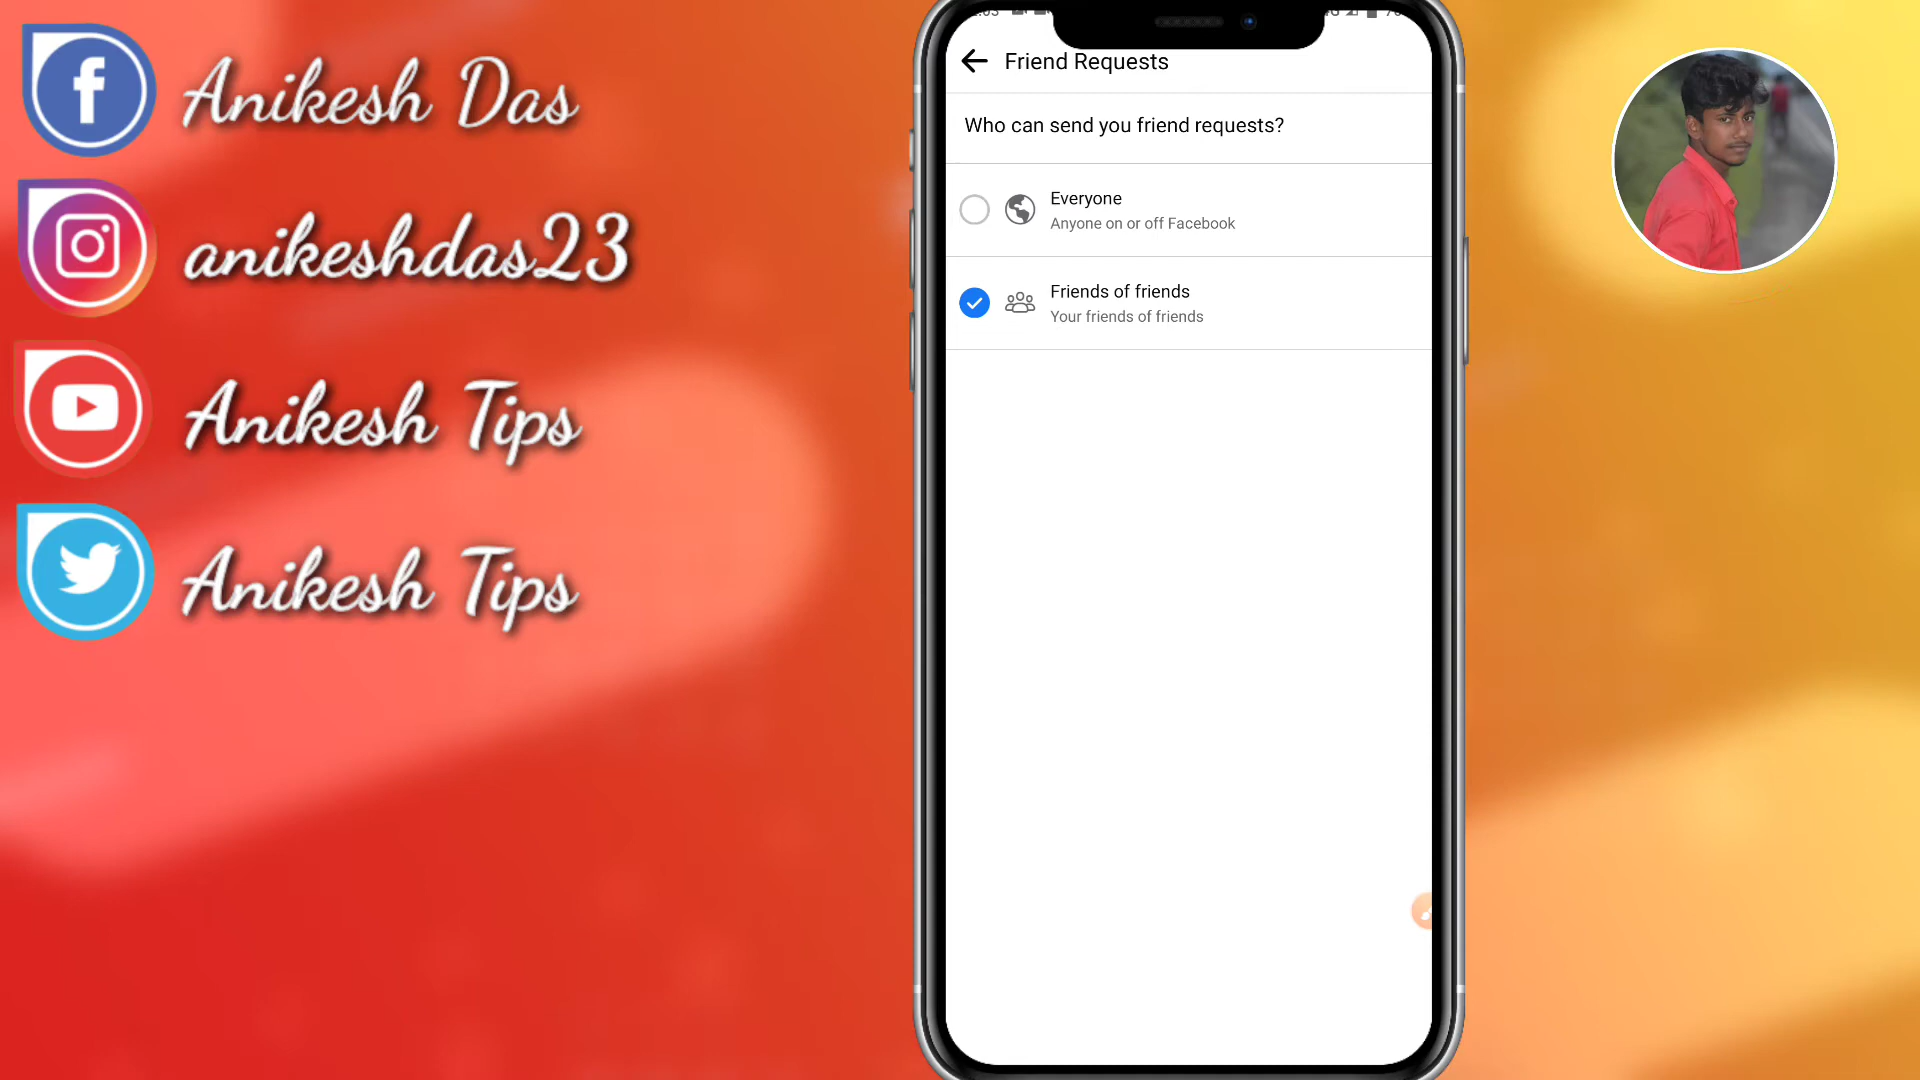 Anikesh Das
anikeshdas23
Anikesh Tips
Anikesh Tips
Friend Requests
Who can send you friend requests?
Everyone
Anyone on or off Facebook
Friends of friends
Your friends of friends